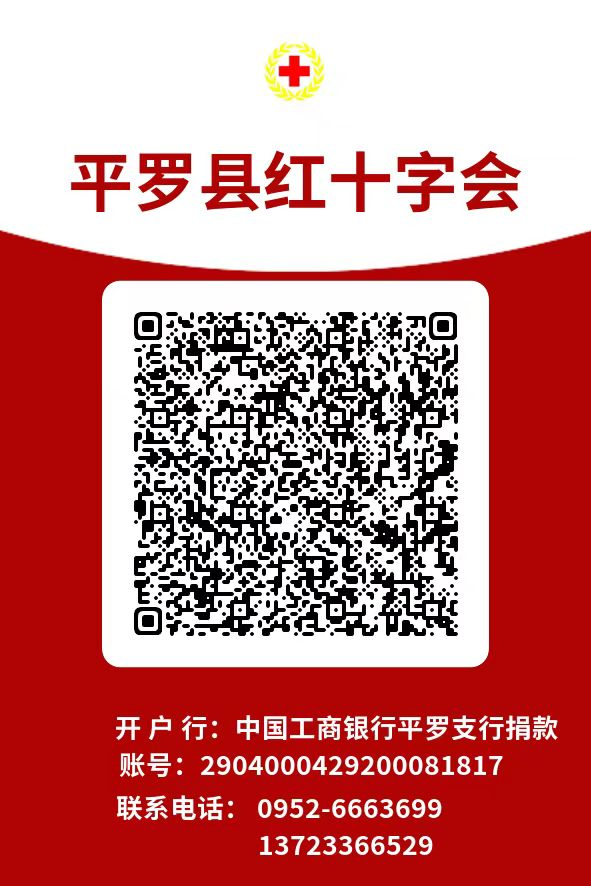 平罗县红十字会
开 户 行：中国工商银行平罗支行捐款
账号：2904000429200081817
联系电话： 0952-6663699
13723366529